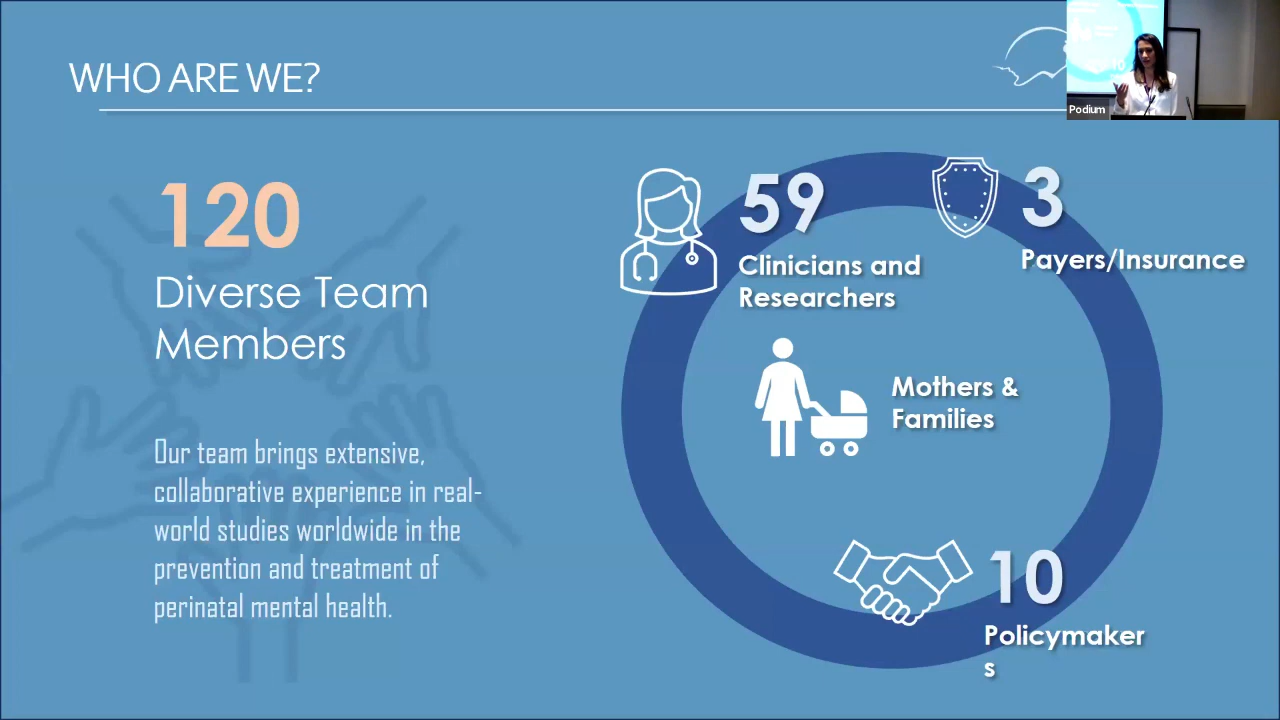 WHO ARE WE?
Podium
120
Diverse Team
Members
Our team brings extensive,
collaborative experience in real-
world studies worldwide in the
prevention and treatment of
perinatal mental health.
59
Clinicians and
Researchers
3
Payers/Insurance
Mothers &
Families
10
Policymaker
s